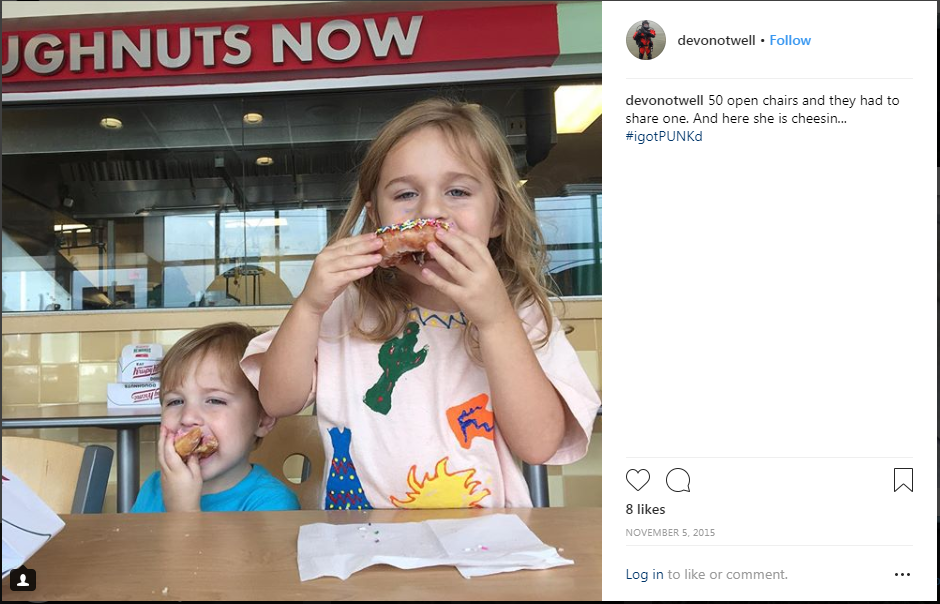 UGHNUTS NOW
devonotwell • Follow
devonotwell 50 open chairs and they had to
share one. And here she is cheesin...
#igotPUNKd
8 likes
NOVEMBER 5, 2015
Log in to like or comment.